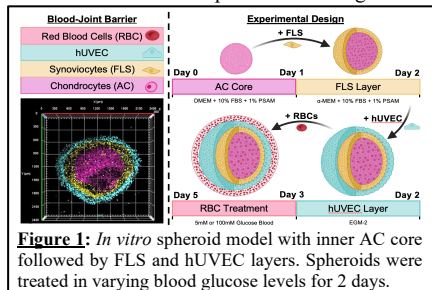 Blood-Joint Barrier
Red Blood Cells (RBC)
hUVEC
Synoviocytes (FLS)
Chondrocytes (AC)
Experimental Design
+ FLS
Day 0
Day 1
Day 2
AC Core
FLS Layer
DMEM + 10% FBS + 1% PSAM
α-MEM + 10% FBS + 1% PSAM
+ RBCs
+ hUVEC
Day 5
Day 3
Day 2
RBC Treatment
hUVEC Layer
5mM or 100mM Glucose Blood
EGM-2
Figure 1: In vitro spheroid model with inner AC core
followed by FLS and hUVEC layers. Spheroids were
treated in varying blood glucose levels for 2 days.